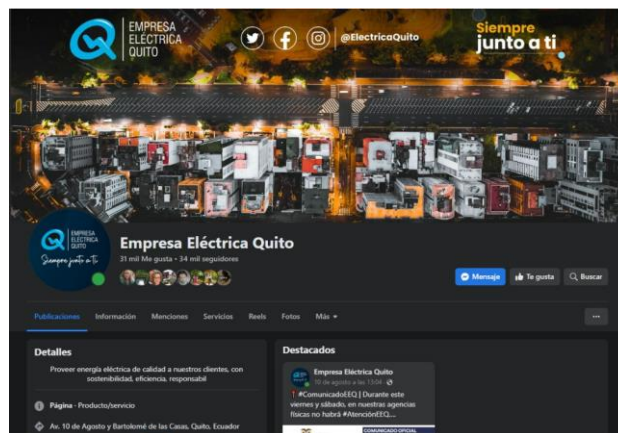 EMPRESA
ELÉCTRICA
QUITO
@ElectricaQuito
Siempre
junto a ti
EMPRESA
ELÉCTRICA
QUITO
Siempre junto a Ti
Empresa Eléctrica Quito
31 mil Me gusta • 34 mil seguidores
Mensaje
Te gusta
Buscar
Publicaciones
Información
Menciones
Servicios
Reels
Fotos
Más
Detalles
Proveer energía eléctrica de calidad a nuestros clientes, con
sostenibilidad, eficiencia, responsabil
Página · Producto/servicio
Av. 10 de Agosto y Bartolomé de las Casas, Quito, Ecuador
Destacados
Empresa Eléctrica Quito
10 de agosto a las 13:04
#ComunicadoEEQ | Durante este
viernes y sábado, en nuestras agencias
físicas no habrá #AtenciónEEQ,...
COMUNICADO OFICIAL